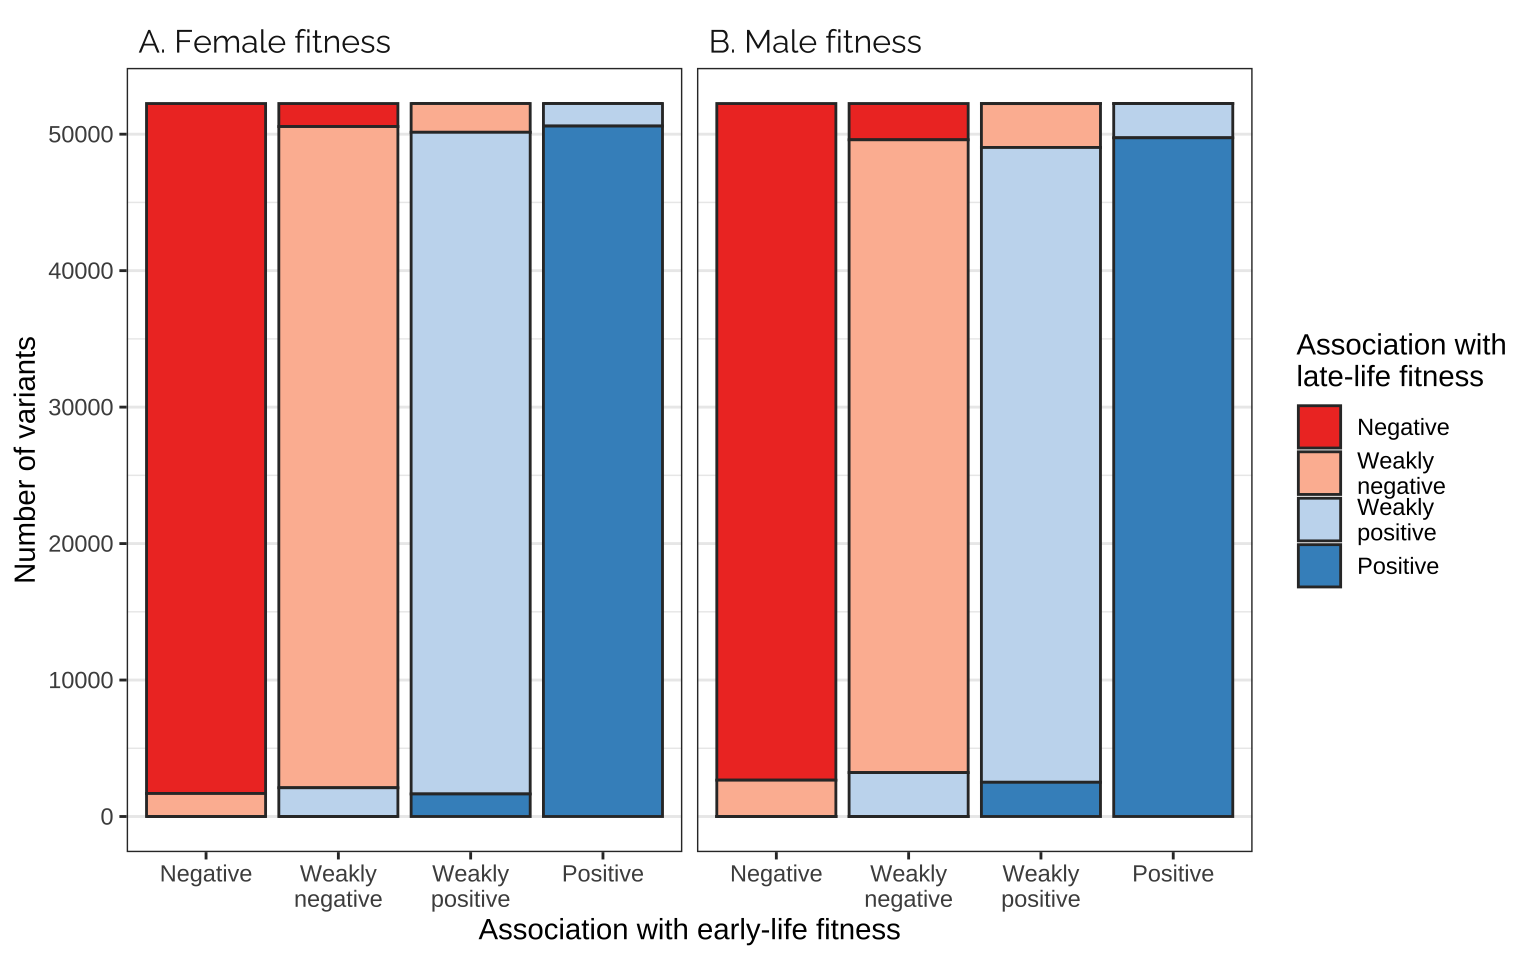 A. Female fitness
B. Male fitness
50000
40000
30000
20000
10000
0
Number of variants
Negative
Weakly
negative
Weakly
positive
Positive
Negative
Weakly
negative
Weakly
positive
Positive
Association with early-life fitness
Association with
late-life fitness
Negative
Weakly
negative
Weakly
positive
Positive